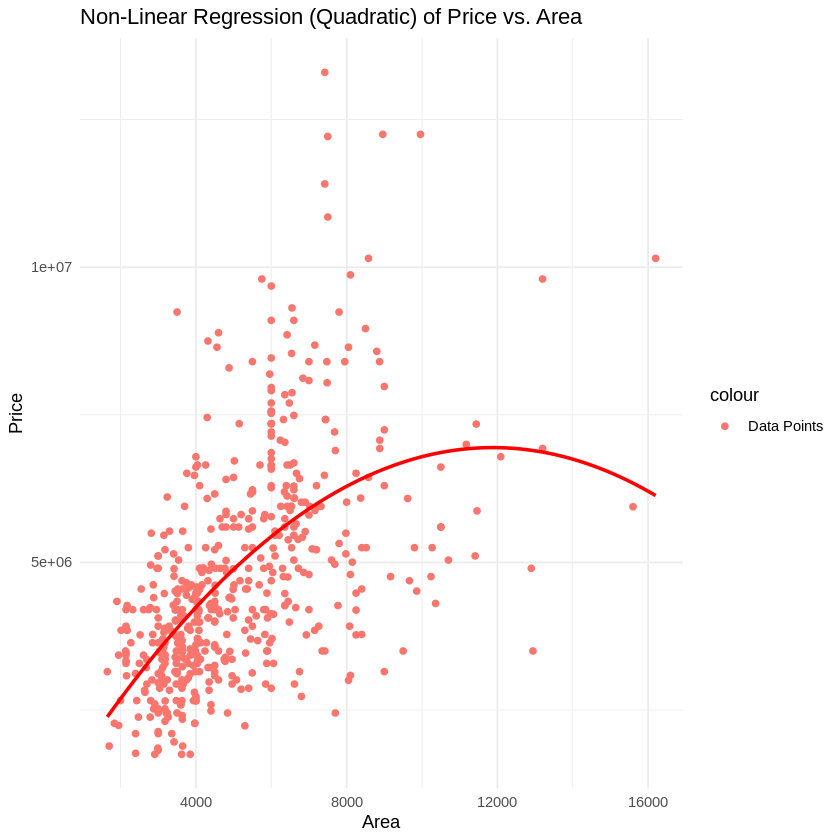 Non-Linear Regression (Quadratic) of Price vs. Area
Price
1e+07
5e+06
4000 8000 12000 16000
Area
colour
Data Points